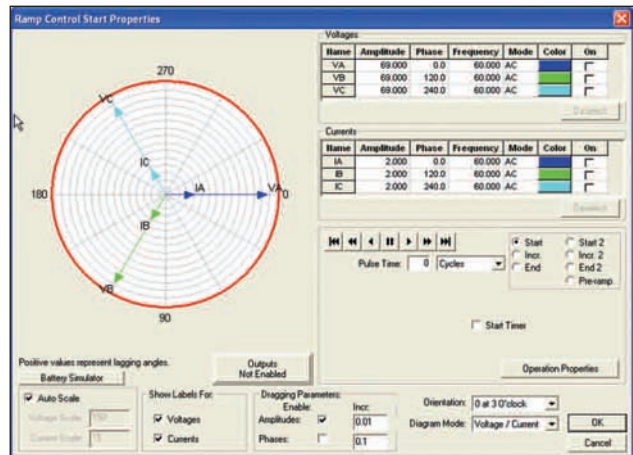 Ramp Control Start Properties
270
VC
IC
180
IA
VA
0
IB
VB
90
Positive values represent lagging angles.
Battery Simulator
Outputs
Not Enabled
Auto Scale
Voltage Scale: 150
Current Scale:
Show Labels For:
Voltages
Currents
Dragging Parameters:
Enable: Incr:
Amplitudes: 0.01
Phases: 0.1
Voltages
Name Amplitude Phase Frequency Mode Color On
VA 69.000 0.0 60.000 AC
VB 69.000 120.0 60.000 AC
VC 69.000 240.0 60.000 AC
Deselect
Currents
Name Amplitude Phase Frequency Mode Color On
IA 2.000 0.0 60.000 AC
IB 2.000 120.0 60.000 AC
IC 2.000 240.0 60.000 AC
Deselect
Pulse Time: 0 Cycles
Start Start 2
Incr. Incr. 2
End End 2
Pre-ramp
Start Timer
Operation Properties
Orientation: 0 at 3 O'clock
Diagram Mode: Voltage / Current
OK
Cancel